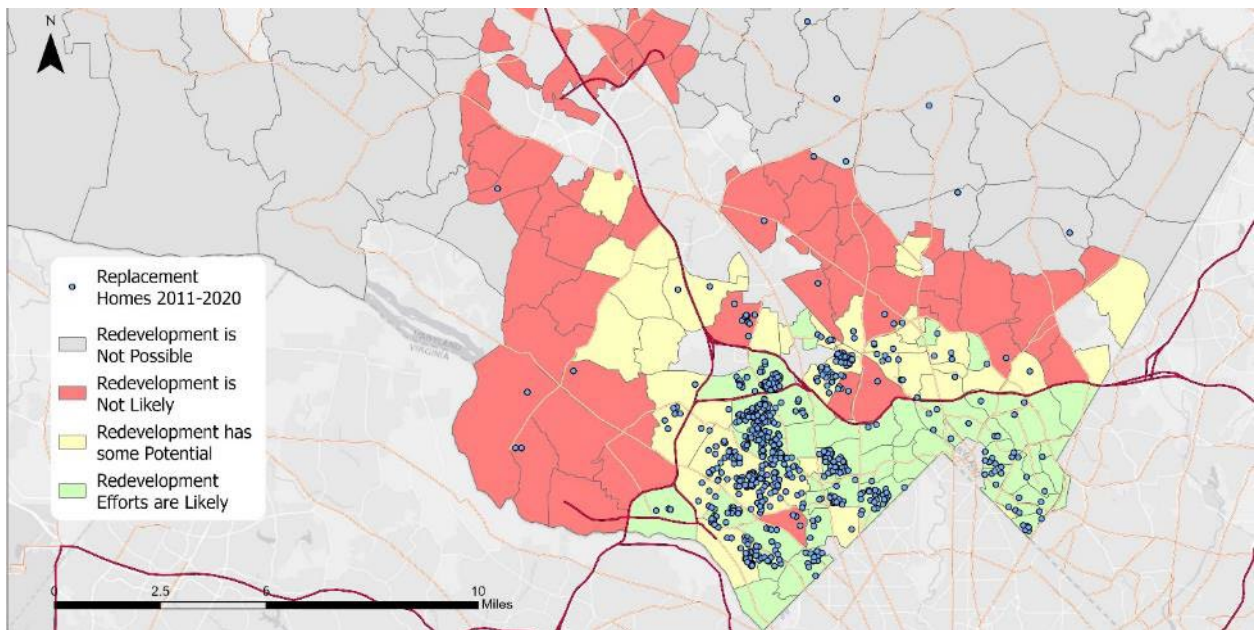 N
MARYLAND
VIRGINIA
Replacement
Homes 2011-2020
Redevelopment is
Not Possible
Redevelopment is
Not Likely
Redevelopment has
some Potential
Redevelopment
Efforts are Likely
0 2.5 5 10
Miles